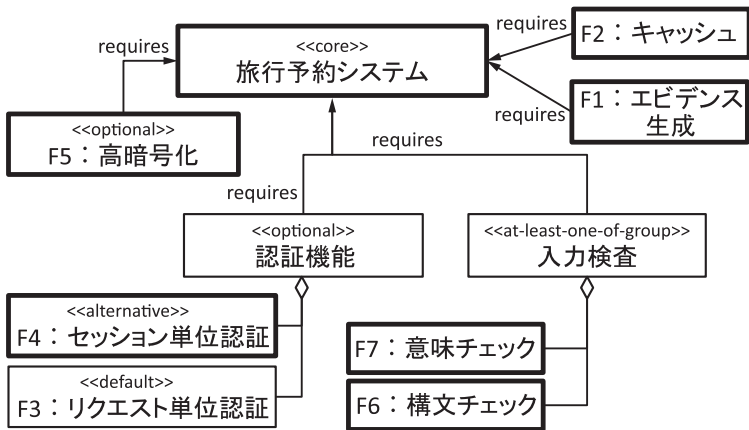 requires
<<core>>
旅行予約システム
requires
F2：キャッシュ
F1：エビデンス
生成
requires
<<optional>>
F5：高暗号化
requires
requires
<<optional>>
認証機能
<<at-least-one-of-group>>
入力検査
<<alternative>>
F4：セッション単位認証
<<default>>
F3：リクエスト単位認証
F7：意味チェック
F6：構文チェック